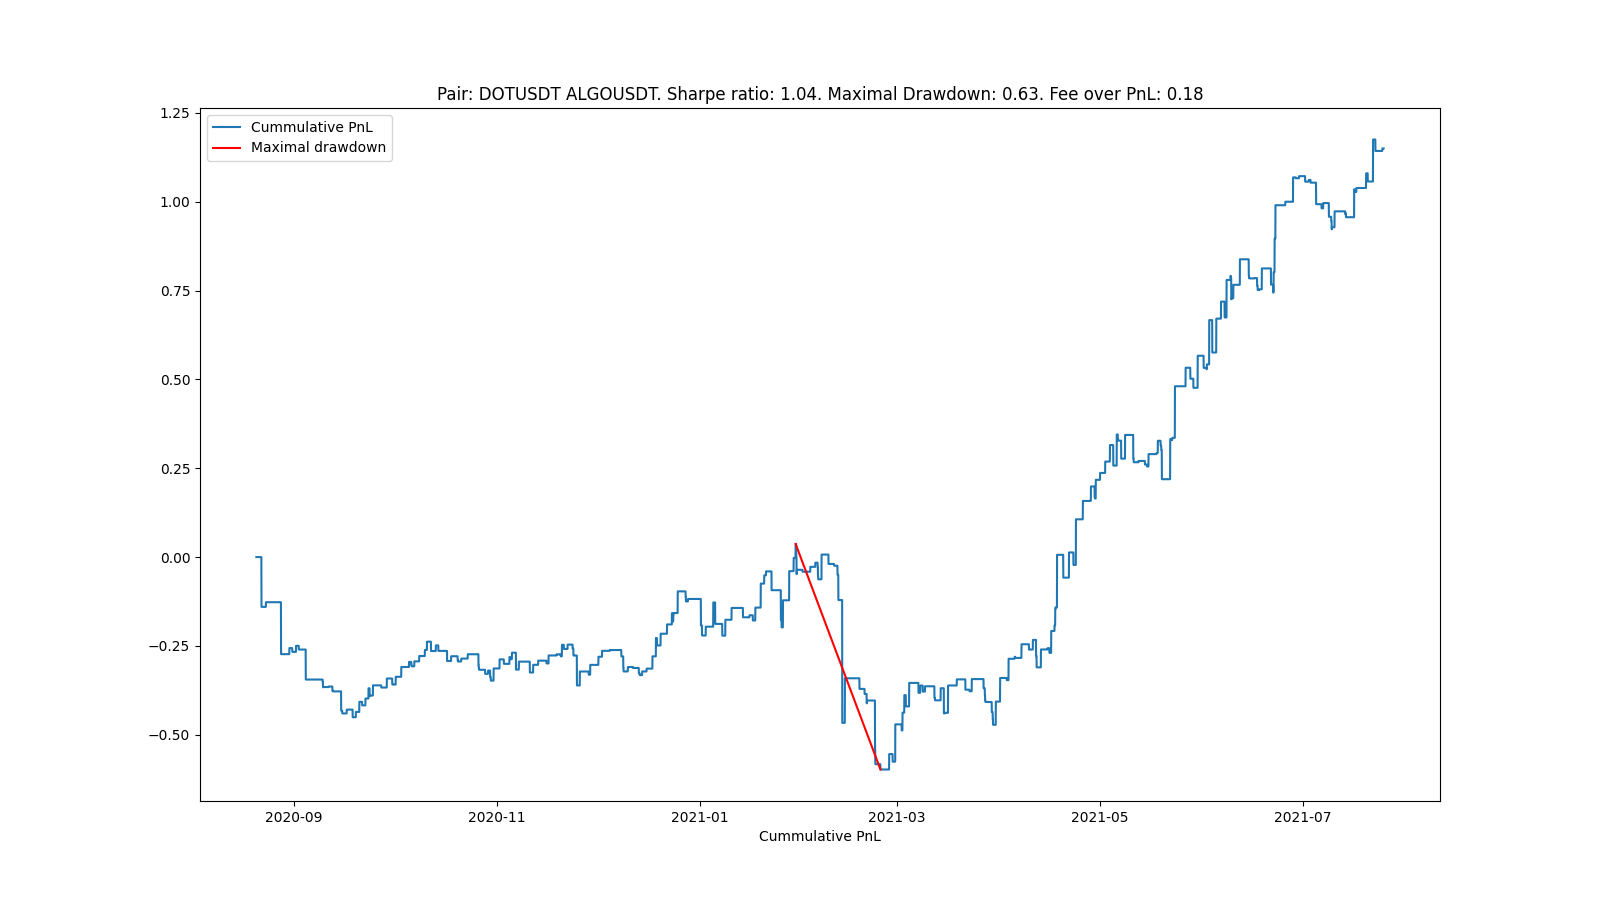 Pair: DOTUSDT ALGOUSDT. Sharpe ratio: 1.04. Maximal Drawdown: 0.63. Fee over PnL: 0.18
Cummulative PnL
Maximal drawdown
1.25
1.00
0.75
0.50
0.25
0.00
−0.25
−0.50
2020-09 2020-11 2021-01 2021-03 2021-05 2021-07
Cummulative PnL